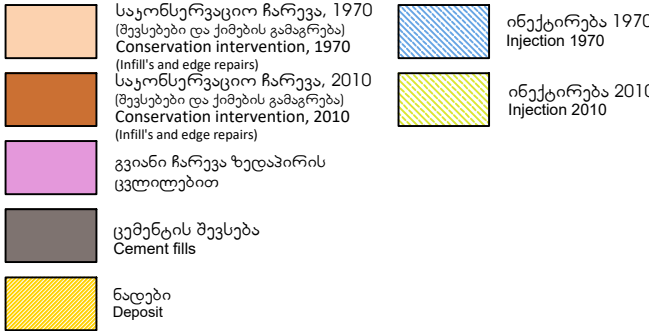 საკონსერვაციო ჩარევა, 1970
(შევსებები და ქიმების გამაგრება)
Conservation intervention, 1970
(Infill's and edge repairs)
საკონსერვაციო ჩარევა, 2010
(შევსებები და ქიმების გამაგრება)
Conservation intervention, 2010
(Infill's and edge repairs)
გვიანი ჩარევა ზედაპირის
ცვლილებით
ცემენტის შევსება
Cement fills
ნადები
Deposit
ინექტირება 1970
Injection 1970
ინექტირება 2010
Injection 2010